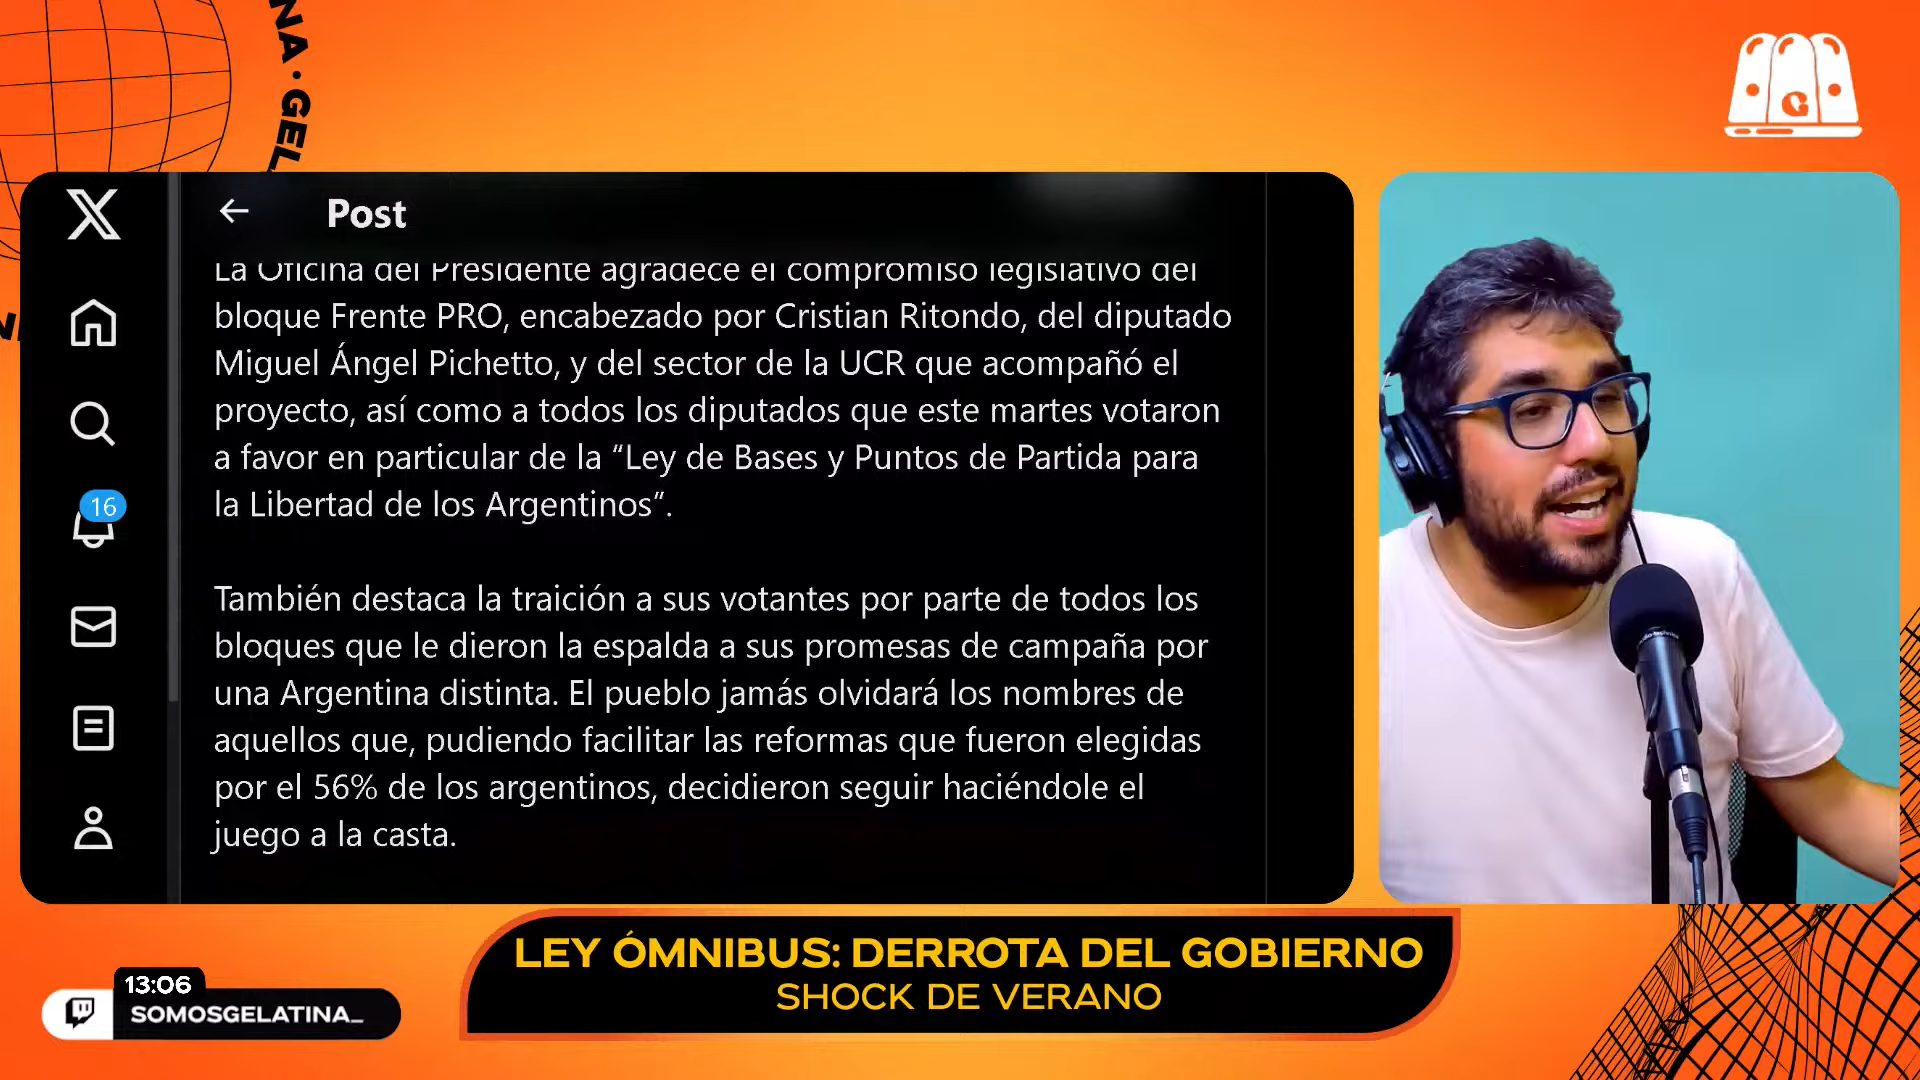 NA · GEL
Post
La Oficina del Presidente agradece el compromiso legislativo del
bloque Frente PRO, encabezado por Cristian Ritondo, del diputado
Miguel Ángel Pichetto, y del sector de la UCR que acompañó el
proyecto, así como a todos los diputados que este martes votaron
a favor en particular de la “Ley de Bases y Puntos de Partida para
la Libertad de los Argentinos”.
También destaca la traición a sus votantes por parte de todos los
bloques que le dieron la espalda a sus promesas de campaña por
una Argentina distinta. El pueblo jamás olvidará los nombres de
aquellos que, pudiendo facilitar las reformas que fueron elegidas
por el 56% de los argentinos, decidieron seguir haciéndole el
juego a la casta.
16
G
LEY ÓMNIBUS: DERROTA DEL GOBIERNO
SHOCK DE VERANO
13:06
SOMOSGELATINA_